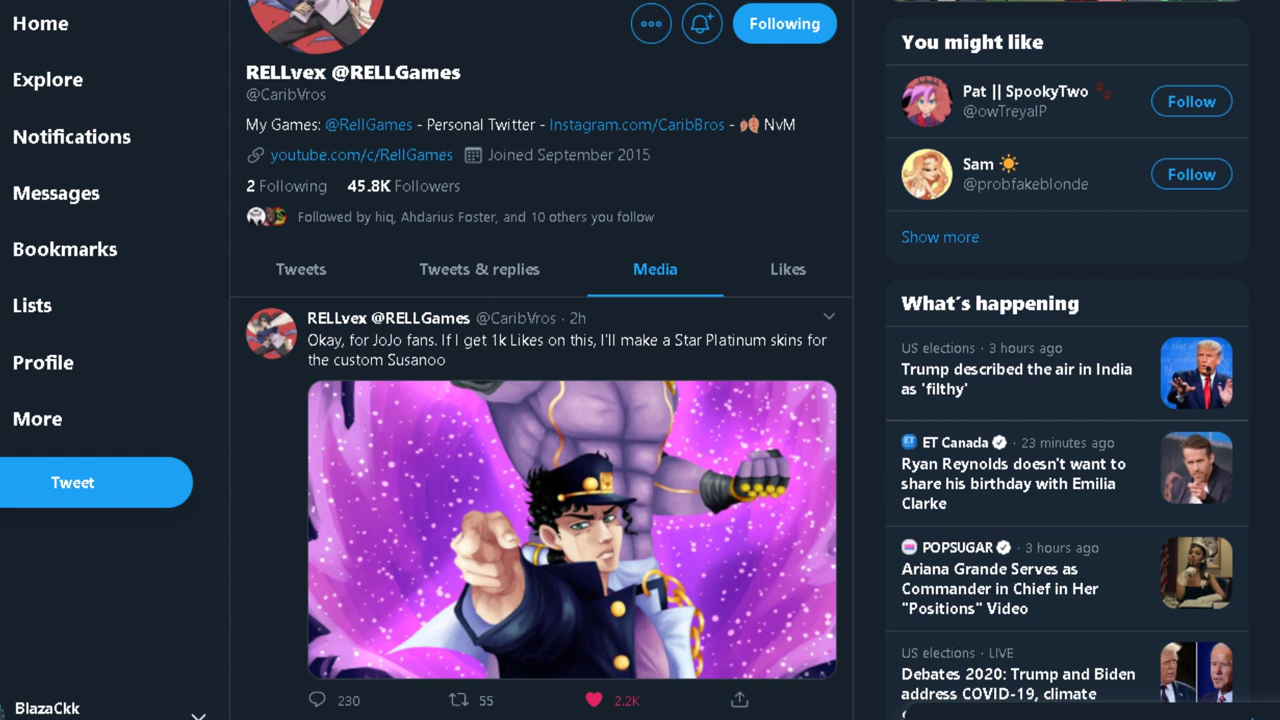 Home
Explore
Notifications
Messages
Bookmarks
Lists
Profile
More
Tweet
BlazaCkk
Following
RELLvex @RELLGames
@CaribVros
My Games: @RellGames - Personal Twitter - Instagram.com/CaribBros - 🍂 NvM
youtube.com/c/RellGames Joined September 2015
2 Following 45.8K Followers
Followed by hiq, Ahdarius Foster, and 10 others you follow
Tweets Tweets & replies Media Likes
RELLvex @RELLGames @CaribVros · 2h
Okay, for JoJo fans. If I get 1k Likes on this, I'll make a Star Platinum skins for
the custom Susanoo
230 55 2.2K
You might like
Pat || SpookyTwo 🐾
@owTreyalP
Follow
Sam ☀️
@probfakeblonde
Follow
Show more
What's happening
US elections · 3 hours ago
Trump described the air in India
as 'filthy'
ET Canada · 23 minutes ago
Ryan Reynolds doesn't want to
share his birthday with Emilia
Clarke
POPSUGAR · 3 hours ago
Ariana Grande Serves as
Commander in Chief in Her
"Positions" Video
US elections · LIVE
Debates 2020: Trump and Biden
address COVID-19, climate